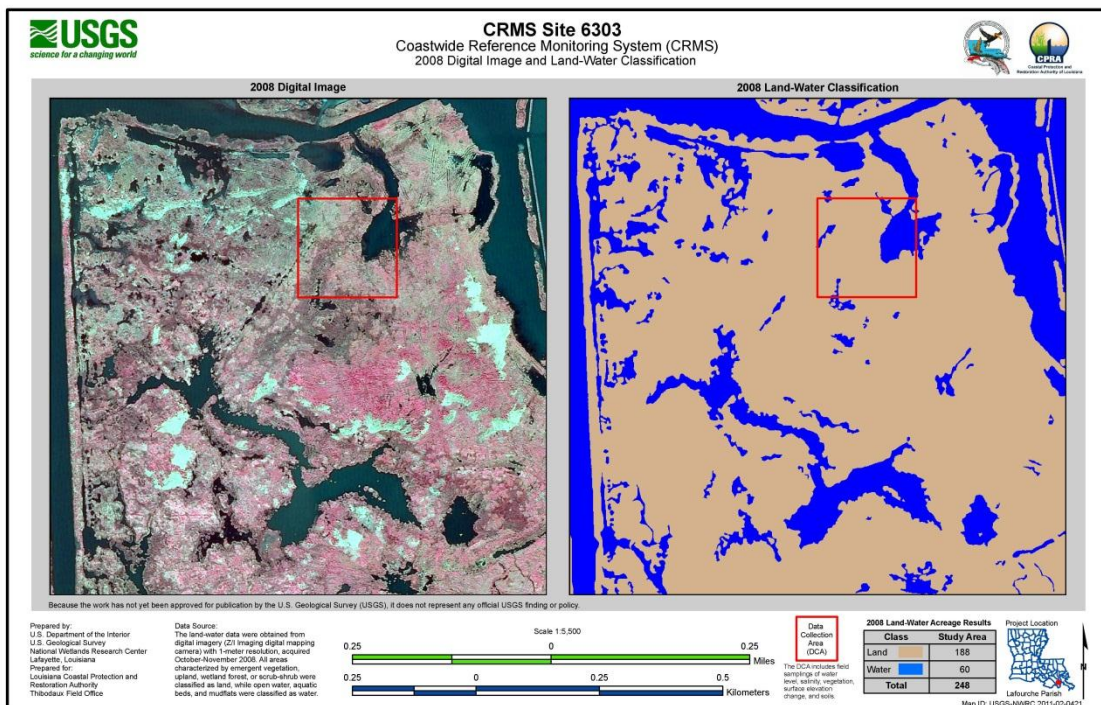 USGS
science for a changing world
CRMS Site 6303
Coastwide Reference Monitoring System (CRMS)
2008 Digital Image and Land-Water Classification
CPRA
Coastal Protection and
Restoration Authority of Louisiana
2008 Digital Image
2008 Land-Water Classification
Because the work has not yet been approved for publication by the U.S. Geological Survey (USGS), it does not represent any official USGS finding or policy.
Prepared by:
U.S. Department of the Interior
U.S. Geological Survey
National Wetlands Research Center
Lafayette, Louisiana
Prepared for:
Louisiana Coastal Protection and
Restoration Authority
Thibodaux Field Office
Data Source:
The land-water data were obtained from
digital imagery (Z/I Imaging digital mapping
camera) with 1-meter resolution, acquired
October-November 2008. All areas
characterized by emergent vegetation,
upland, wetland forest, or scrub-shrub were
classified as land, while open water, aquatic
beds, and mudflats were classified as water.
Scale 1:5,500
0.25 0 0.25
Miles
0.25 0 0.25 0.5
Kilometers
Data
Collection
Area
(DCA)
The DCA includes field
samplings of water
level, salinity, vegetation,
surface elevation
change, and soils.
2008 Land-Water Acreage Results
Class Study Area
Land 188
Water 60
Total 248
Project Location
Lafourche Parish
N
Map ID: USGS-NWRC 2011-02-0421